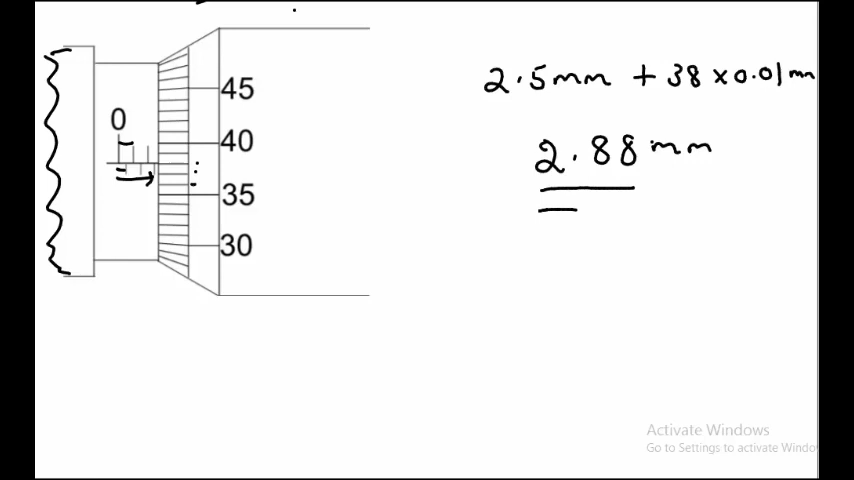 45
2.5mm + 38 x 0.01mm
0
40
2.88 mm
35
30
Activate Windows
Go to Settings to activate Windo